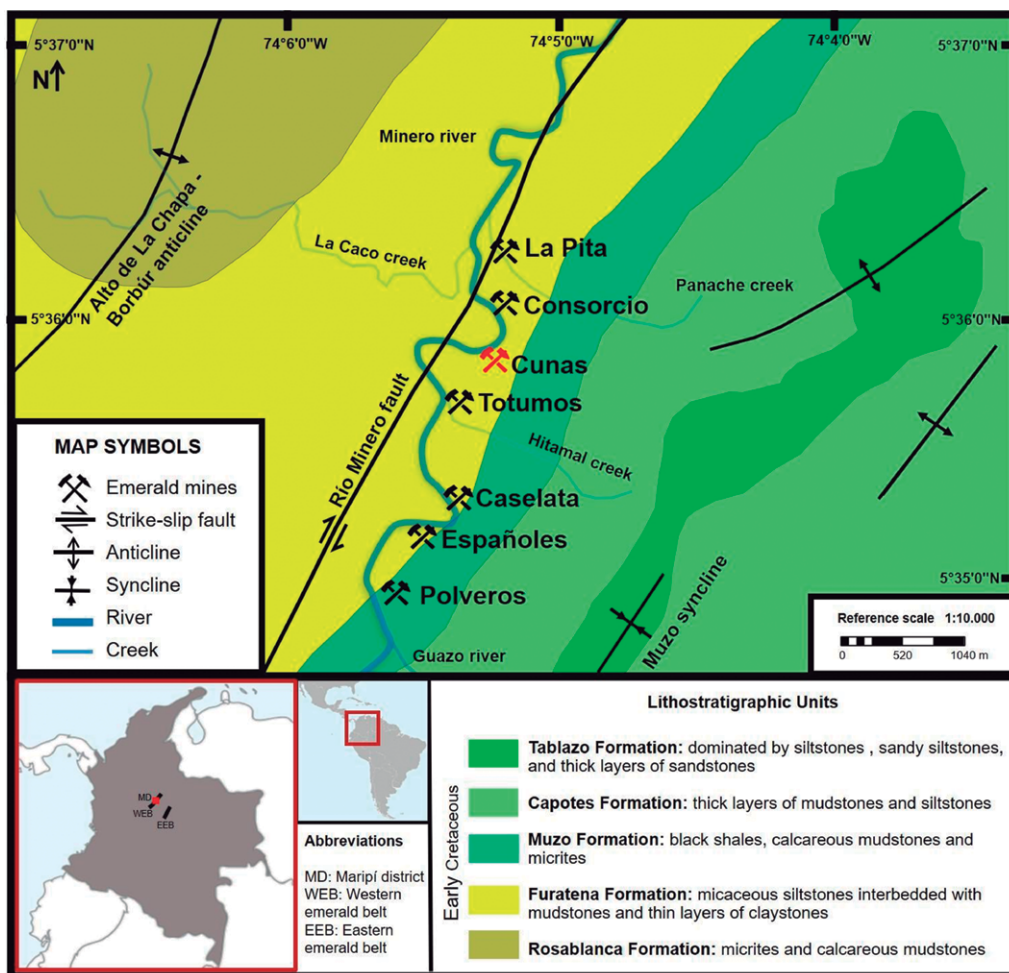 5°37'0"N
74°6'0"W
74°5'0"W
74°4'0"W
5°37'0"N
N
Minero river
Alto de La Chapa -
Borbúr anticline
La Caco creek
La Pita
Consorcio
Panache creek
5°36'0"N
5°36'0"N
Cunas
Totumos
Río Minero fault
Hitamal creek
Caselata
Españoles
Polveros
Guazo river
Muzo syncline
5°35'0"N
MAP SYMBOLS
Emerald mines
Strike-slip fault
Anticline
Syncline
River
Creek
Reference scale 1:10.000
0 520 1040 m
MD
WEB
EEB
Abbreviations
MD: Maripí district
WEB: Western
emerald belt
EEB: Eastern
emerald belt
Lithostratigraphic Units
Early Cretaceous
Tablazo Formation: dominated by siltstones , sandy siltstones,
and thick layers of sandstones
Capotes Formation: thick layers of mudstones and siltstones
Muzo Formation: black shales, calcareous mudstones and
micrites
Furatena Formation: micaceous siltstones interbedded with
mudstones and thin layers of claystones
Rosablanca Formation: micrites and calcareous mudstones